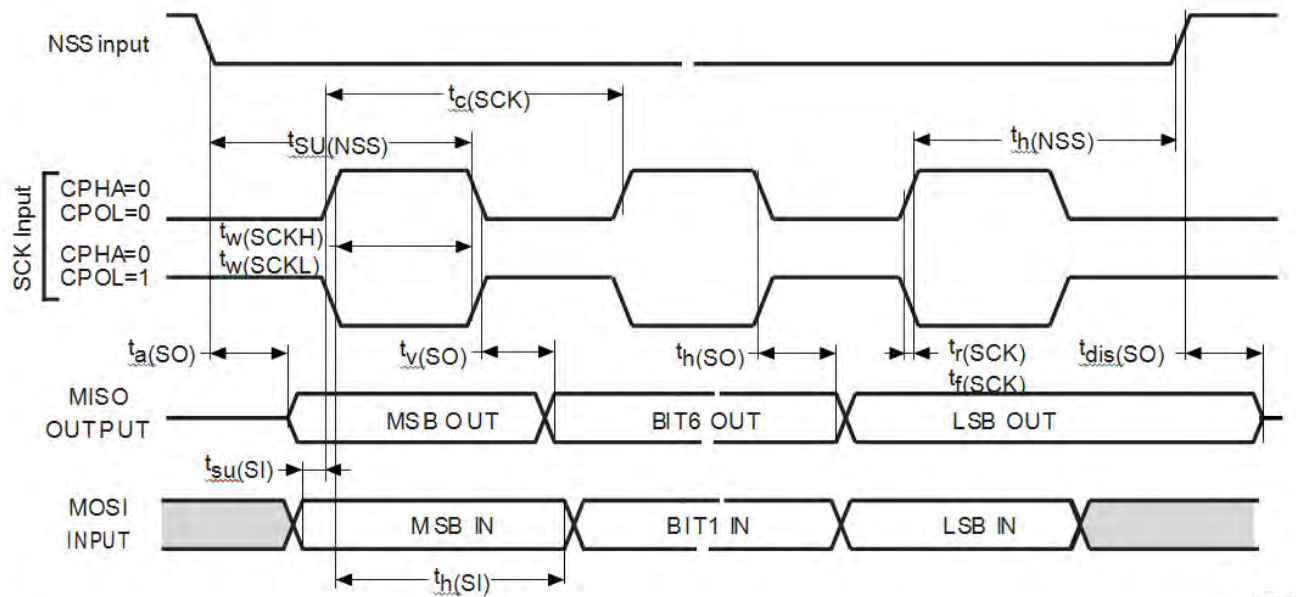 NSS input
tc(SCK)
tSU(NSS)
th(NSS)
SCK Input
CPHA=0
CPOL=0
tw(SCKH)
CPHA=0
tw(SCKL)
CPOL=1
ta(SO)
tv(SO)
th(SO)
tr(SCK)
tdis(SO)
tf(SCK)
MISO
OUTPUT
MSB OUT
BIT6 OUT
LSB OUT
tsu(SI)
MOSI
INPUT
MSB IN
BIT1 IN
LSB IN
th(SI)